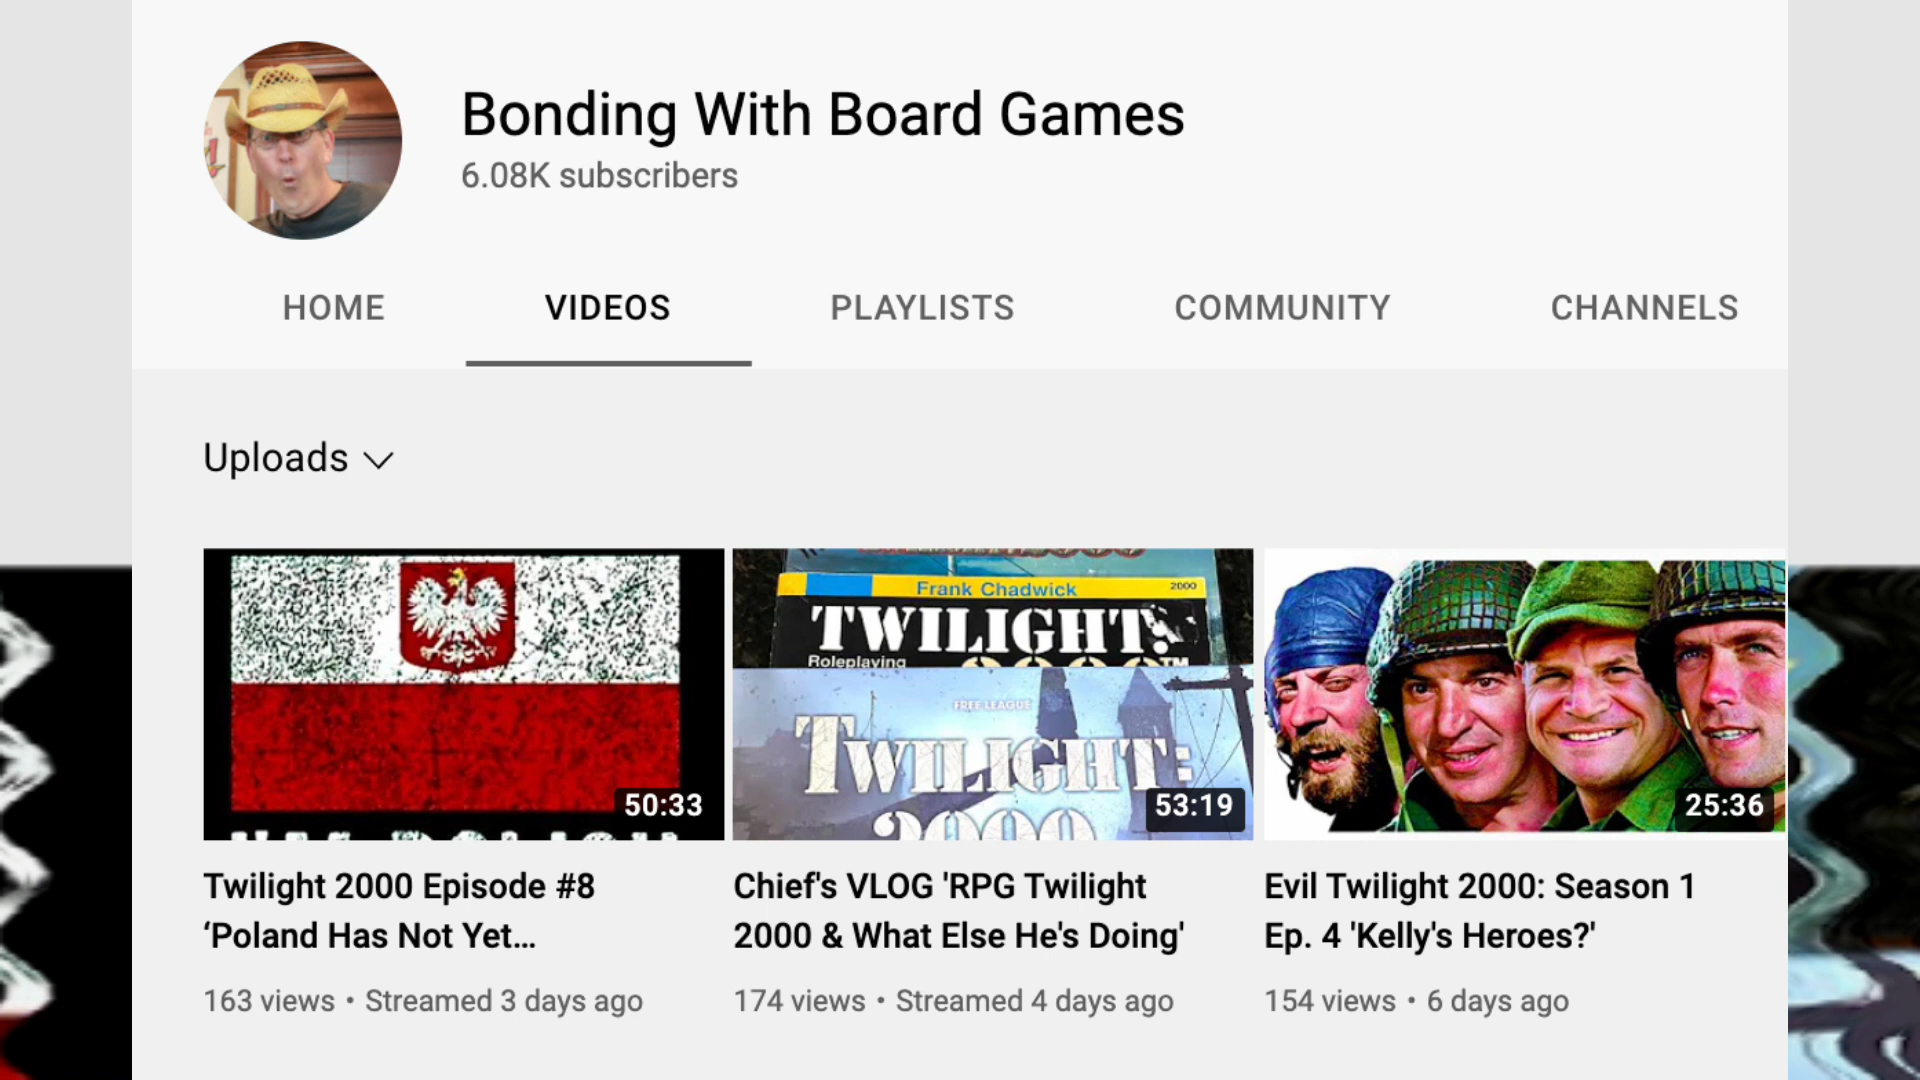 Bonding With Board Games
6.08K subscribers
HOME VIDEOS PLAYLISTS COMMUNITY CHANNELS
Uploads
Frank Chadwick 2000
TWILIGHT:
Roleplaying
FREE LEAGUE
TWILIGHT:
2000
50:33 53:19 25:36
Twilight 2000 Episode #8
‘Poland Has Not Yet...
163 views • Streamed 3 days ago
Chief's VLOG 'RPG Twilight
2000 & What Else He's Doing'
174 views • Streamed 4 days ago
Evil Twilight 2000: Season 1
Ep. 4 'Kelly's Heroes?'
154 views • 6 days ago